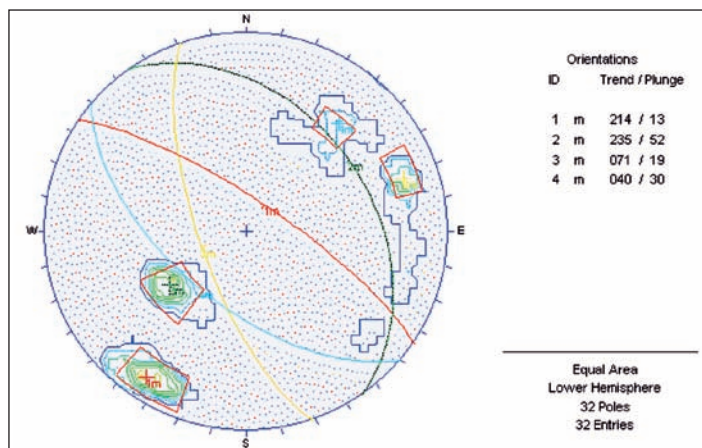 N
Orientations
ID Trend / Plunge
1 m 214 / 13
2 m 235 / 52
3 m 071 / 19
4 m 040 / 30
1m
2m
W
E
S
Equal Area
Lower Hemisphere
32 Poles
32 Entries